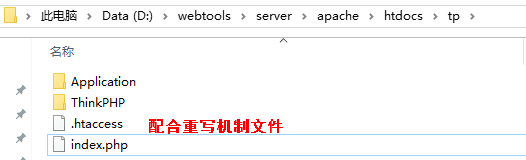 此电脑 > Data (D:) > webtools > server > apache > htdocs > tp >
名称
Application
ThinkPHP
.htaccess 配合重写机制文件
index.php